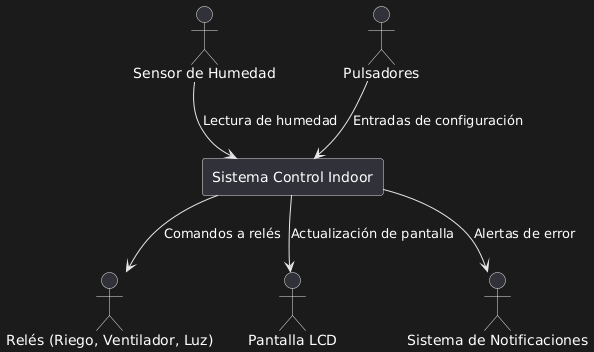 Sensor de Humedad
Pulsadores
Lectura de humedad
Entradas de configuración
Sistema Control Indoor
Comandos a relés
Actualización de pantalla
Alertas de error
Relés (Riego, Ventilador, Luz)
Pantalla LCD
Sistema de Notificaciones